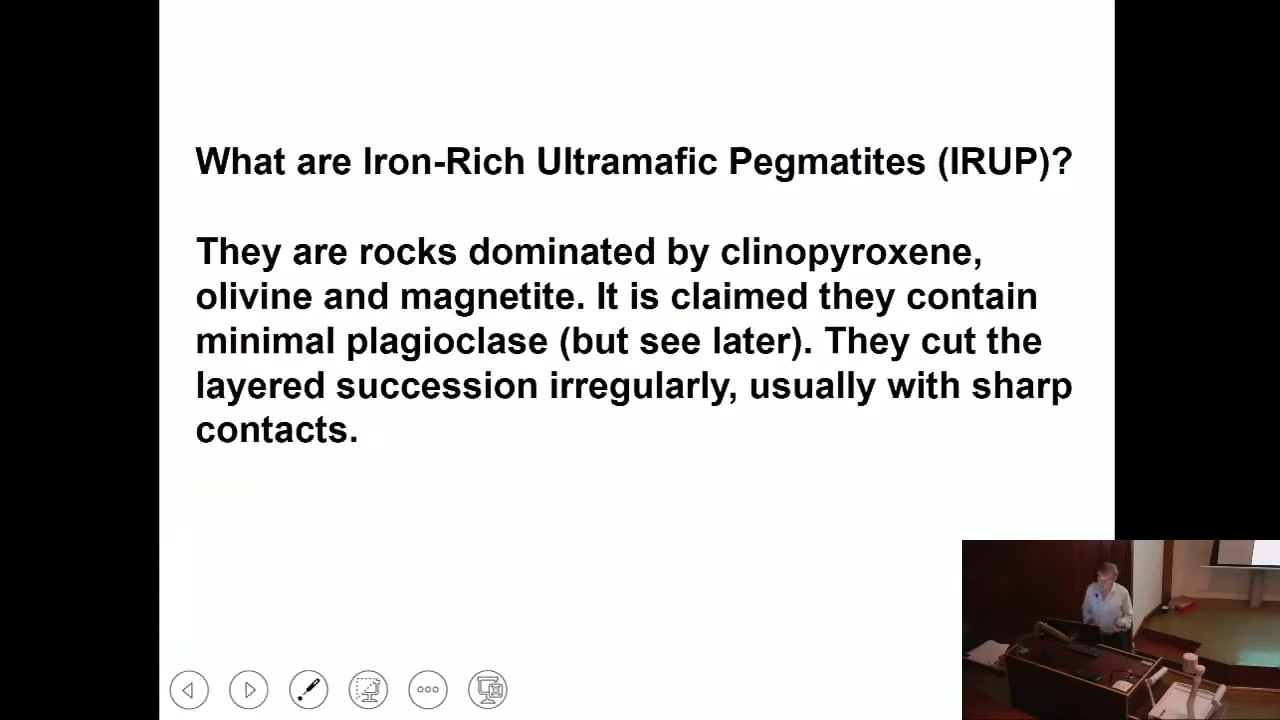 What are Iron-Rich Ultramafic Pegmatites (IRUP)?
They are rocks dominated by clinopyroxene,
olivine and magnetite. It is claimed they contain
minimal plagioclase (but see later). They cut the
layered succession irregularly, usually with sharp
contacts.